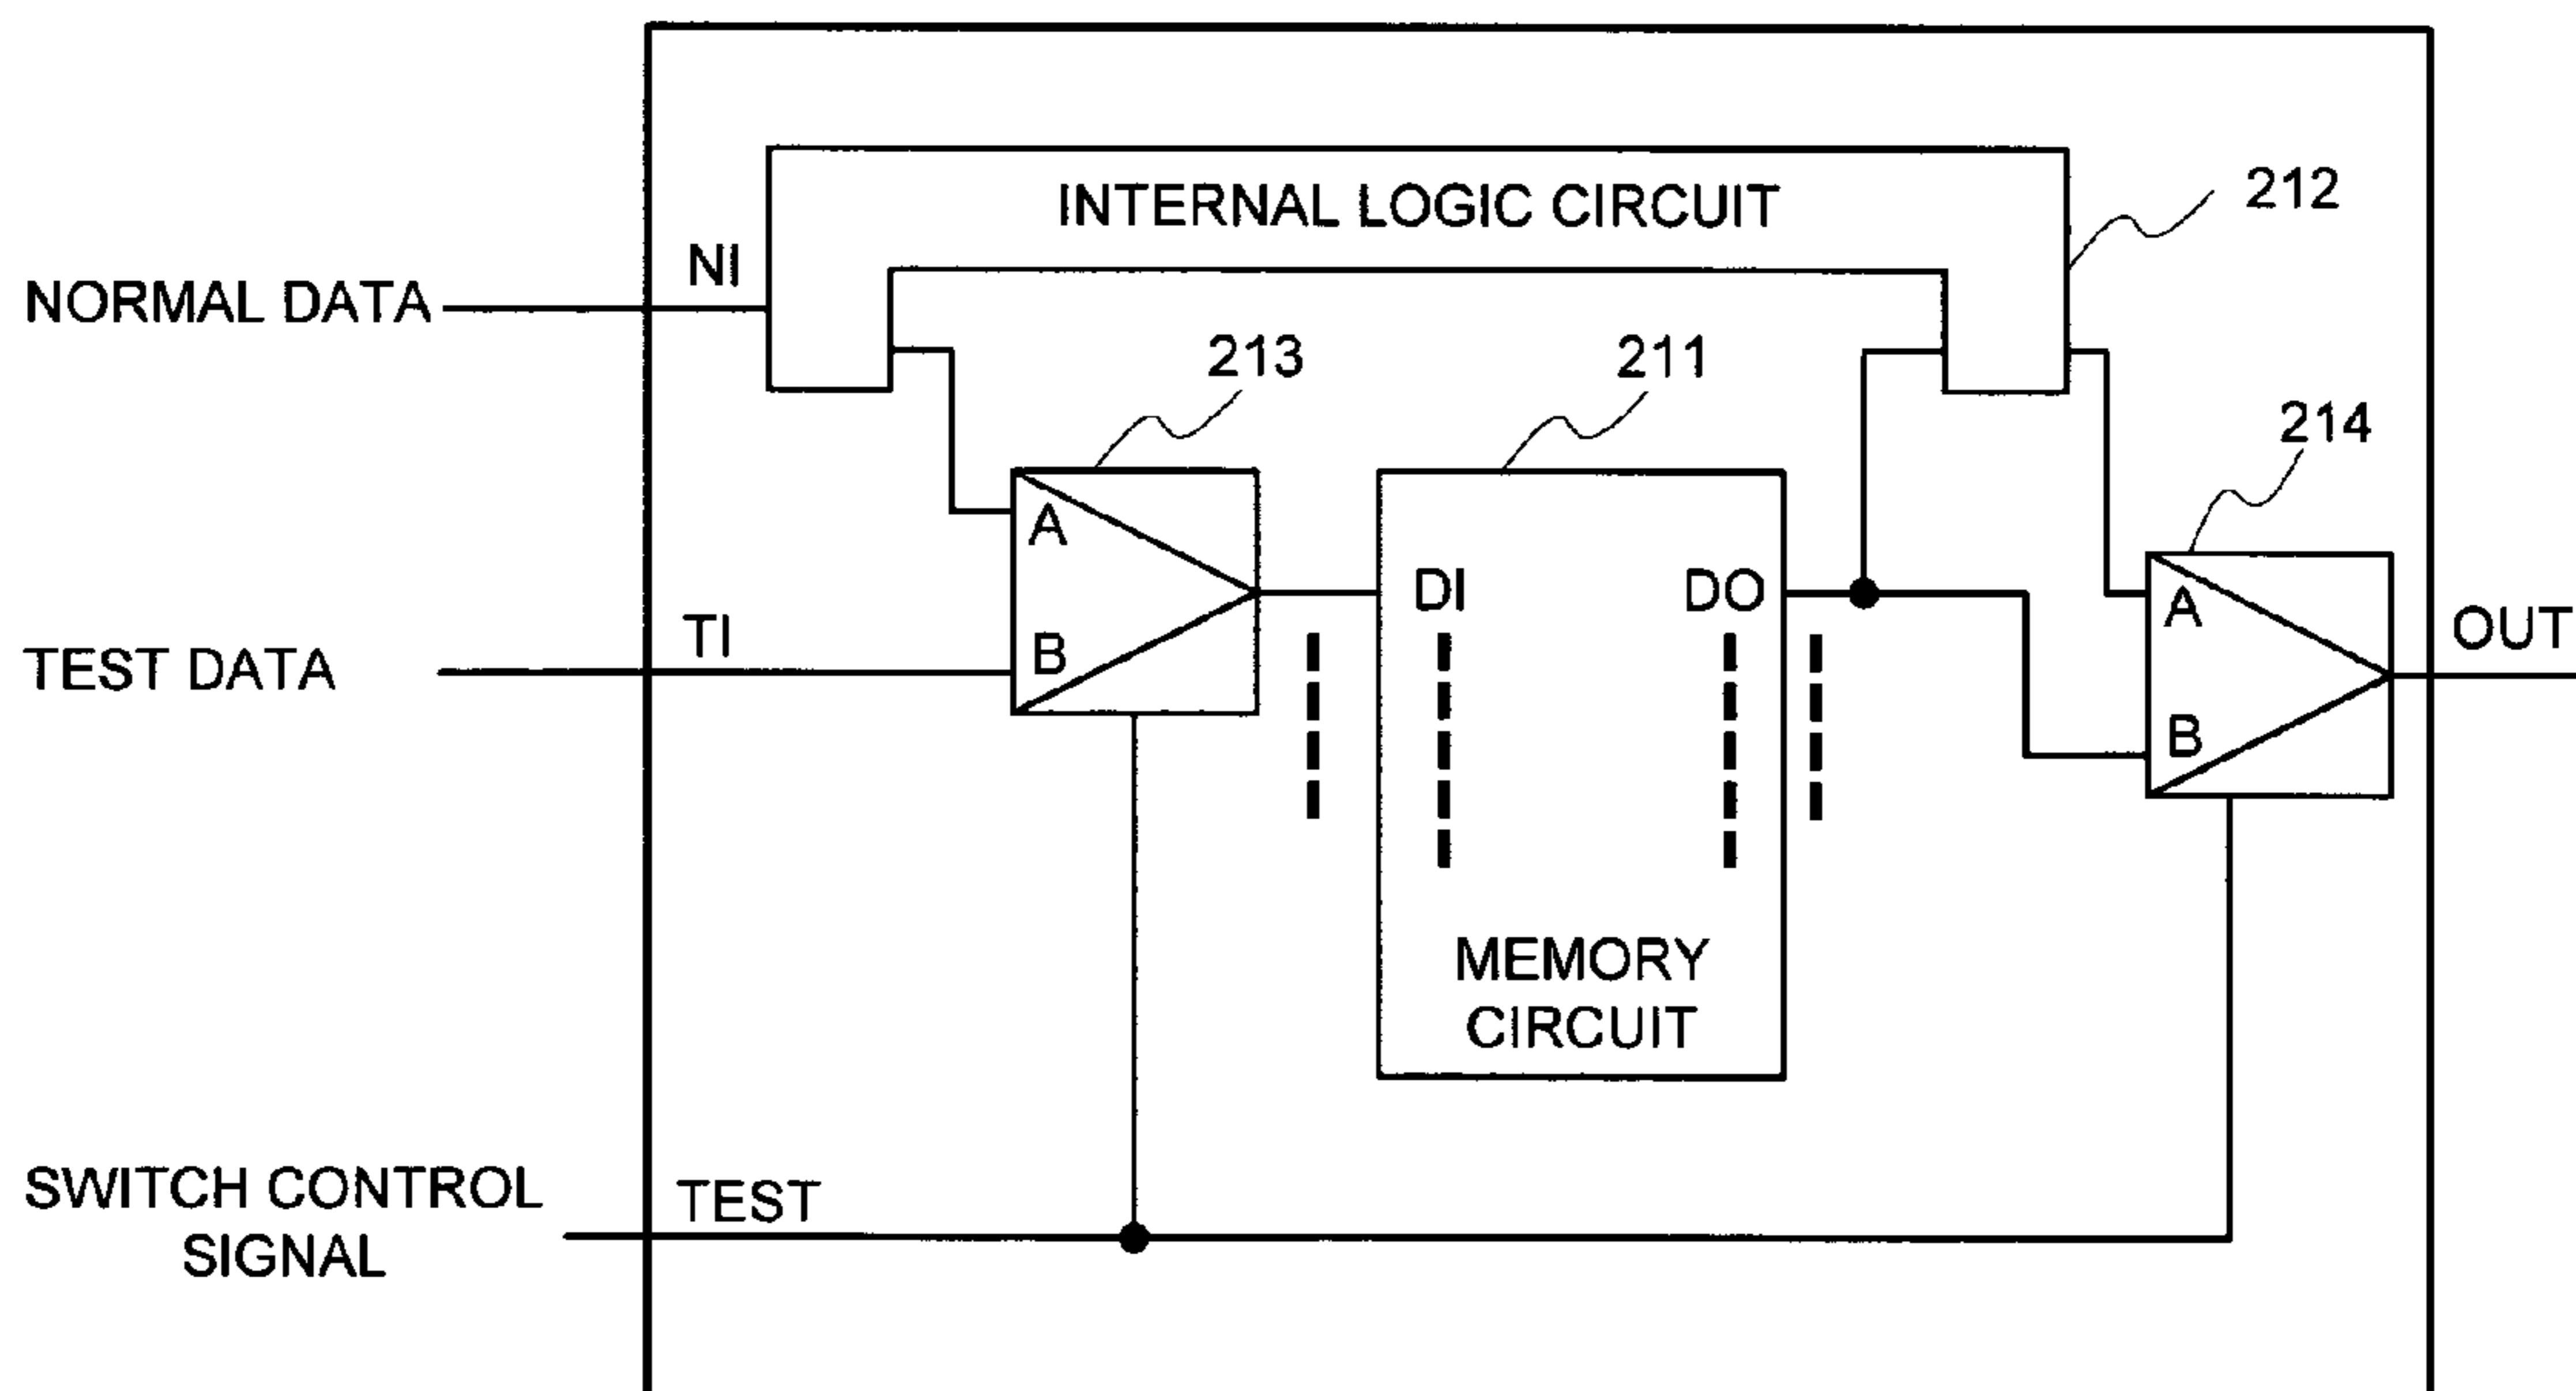 INTERNAL LOGIC CIRCUIT
212
NORMAL DATA
NI
213
211
214
A
DI
DO
A
OUT
TEST DATA
TI
B
B
MEMORY
CIRCUIT
SWITCH CONTROL
SIGNAL
TEST